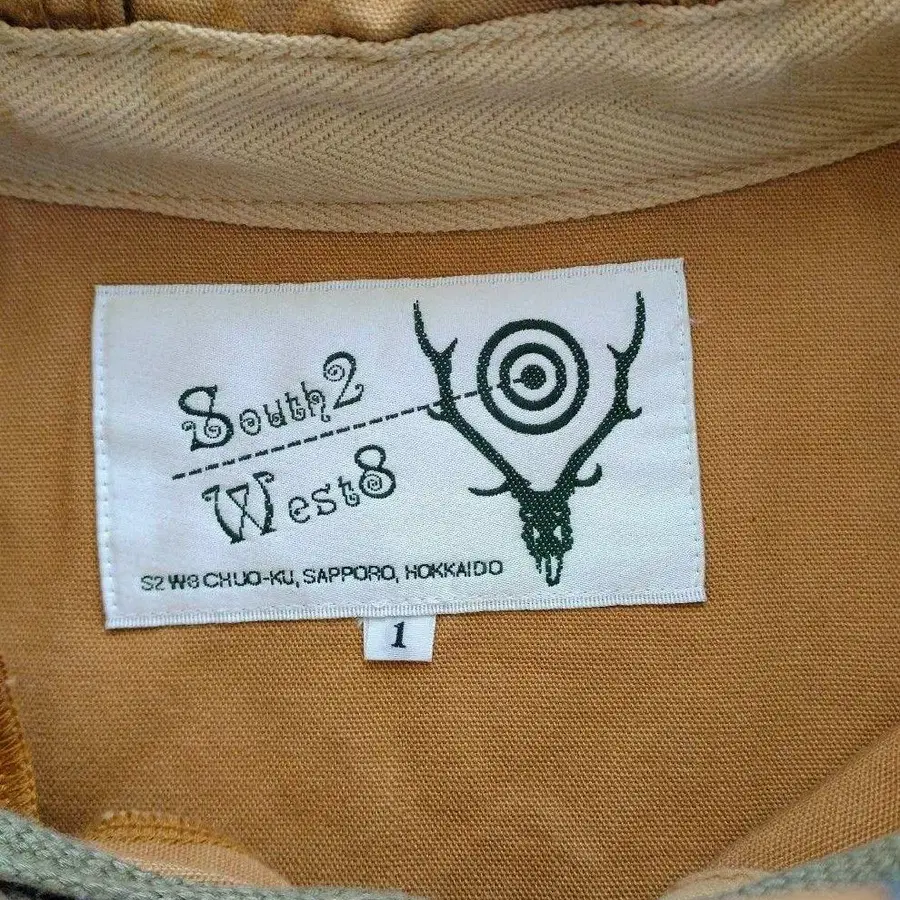 South2
West8
S2 W8 CHUO-KU, SAPPORO, HOKKAIDO
1